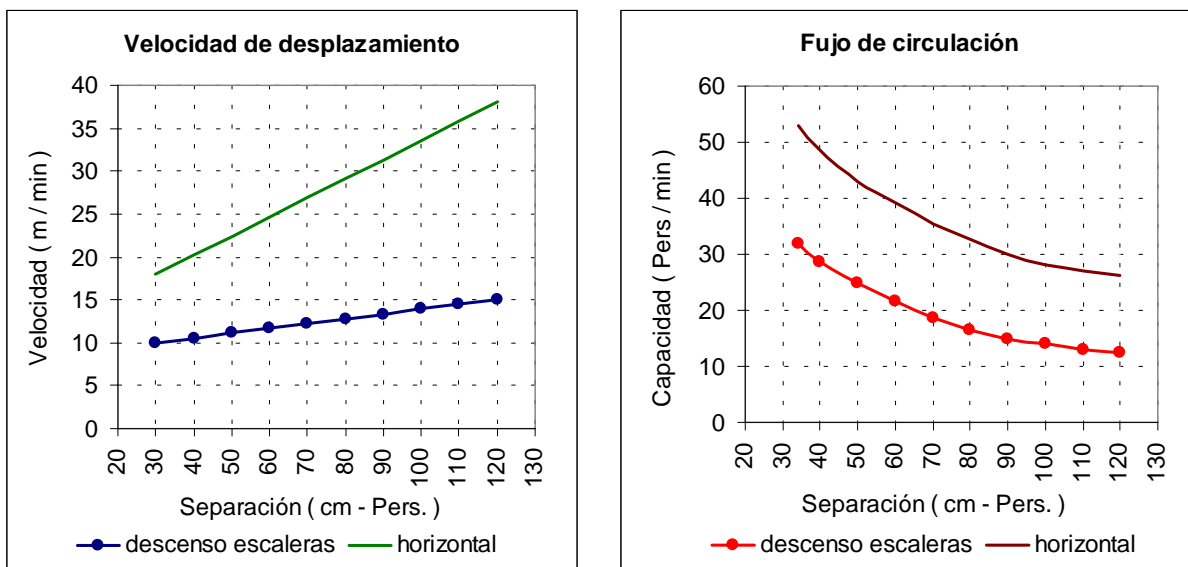 Velocidad de desplazamiento
Velocidad ( m / min )
40
35
30
25
20
15
10
5
0
20 30 40 50 60 70 80 90 100 110 120 130
Separación ( cm - Pers. )
descenso escaleras horizontal
Fujo de circulación
Capacidad ( Pers / min )
60
50
40
30
20
10
0
20 30 40 50 60 70 80 90 100 110 120 130
Separación ( cm - Pers. )
descenso escaleras horizontal